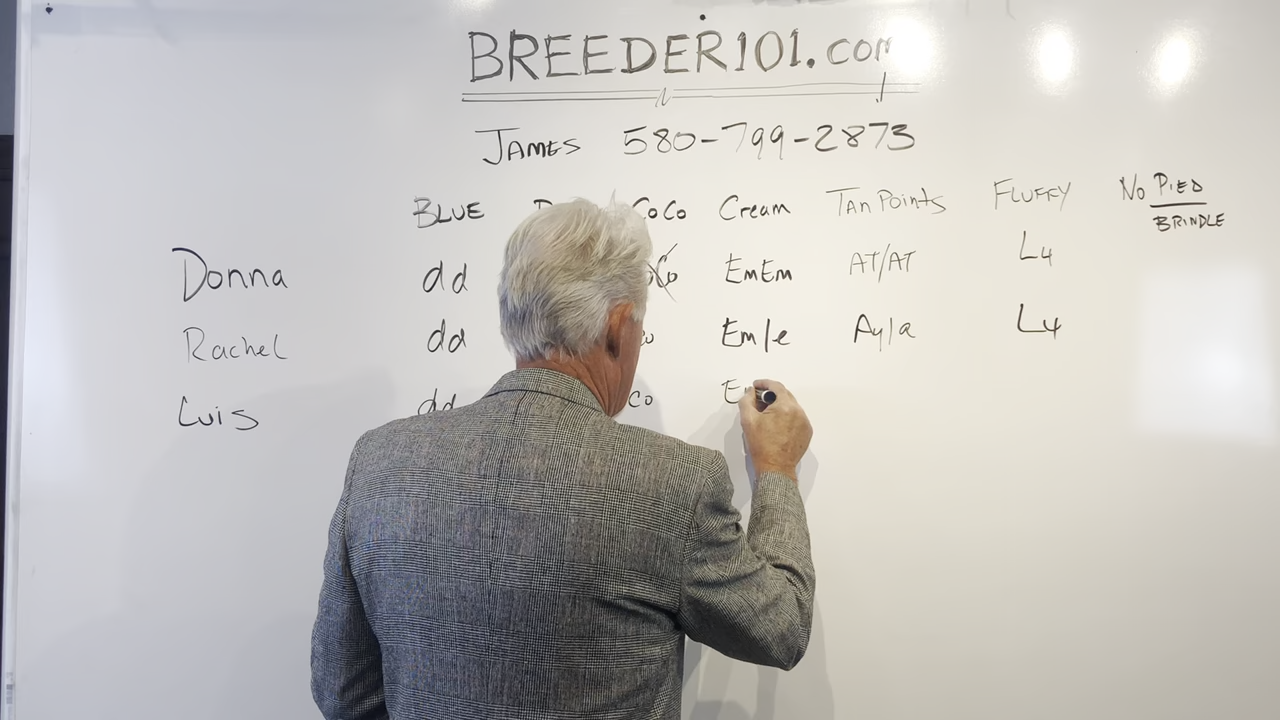 BREEDER101.com
JAMES 580-799-2873
BLUE CoCo Cream TAN Points FLUFFY No PIED
BRINDLE
Donna dd EmEm AT/AT L4
Rachel dd Em/e Ay/a L4
Luis dd Co